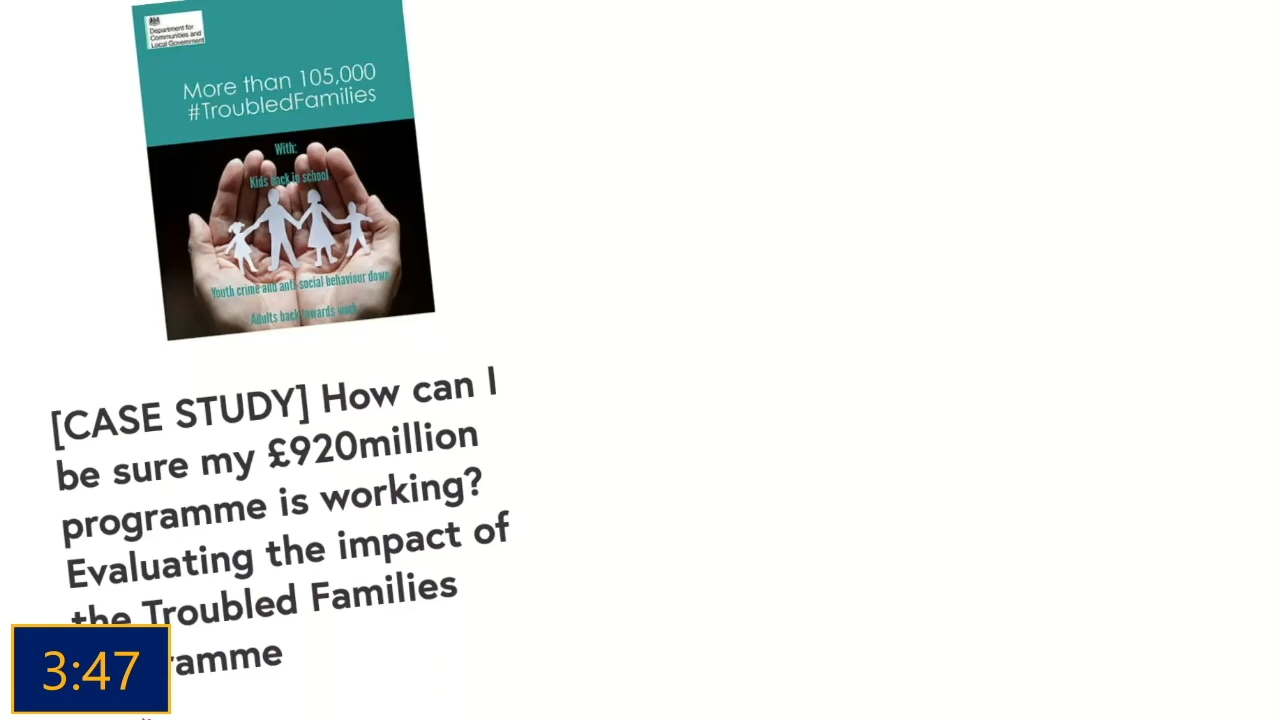 Department for
Communities and
Local Government
More than 105,000
#TroubledFamilies
With:
Kids back in school
Youth crime and anti-social behaviour down
Adults back towards work
[CASE STUDY] How can I
be sure my £920million
programme is working?
Evaluating the impact of
the Troubled Families
ramme
3:47